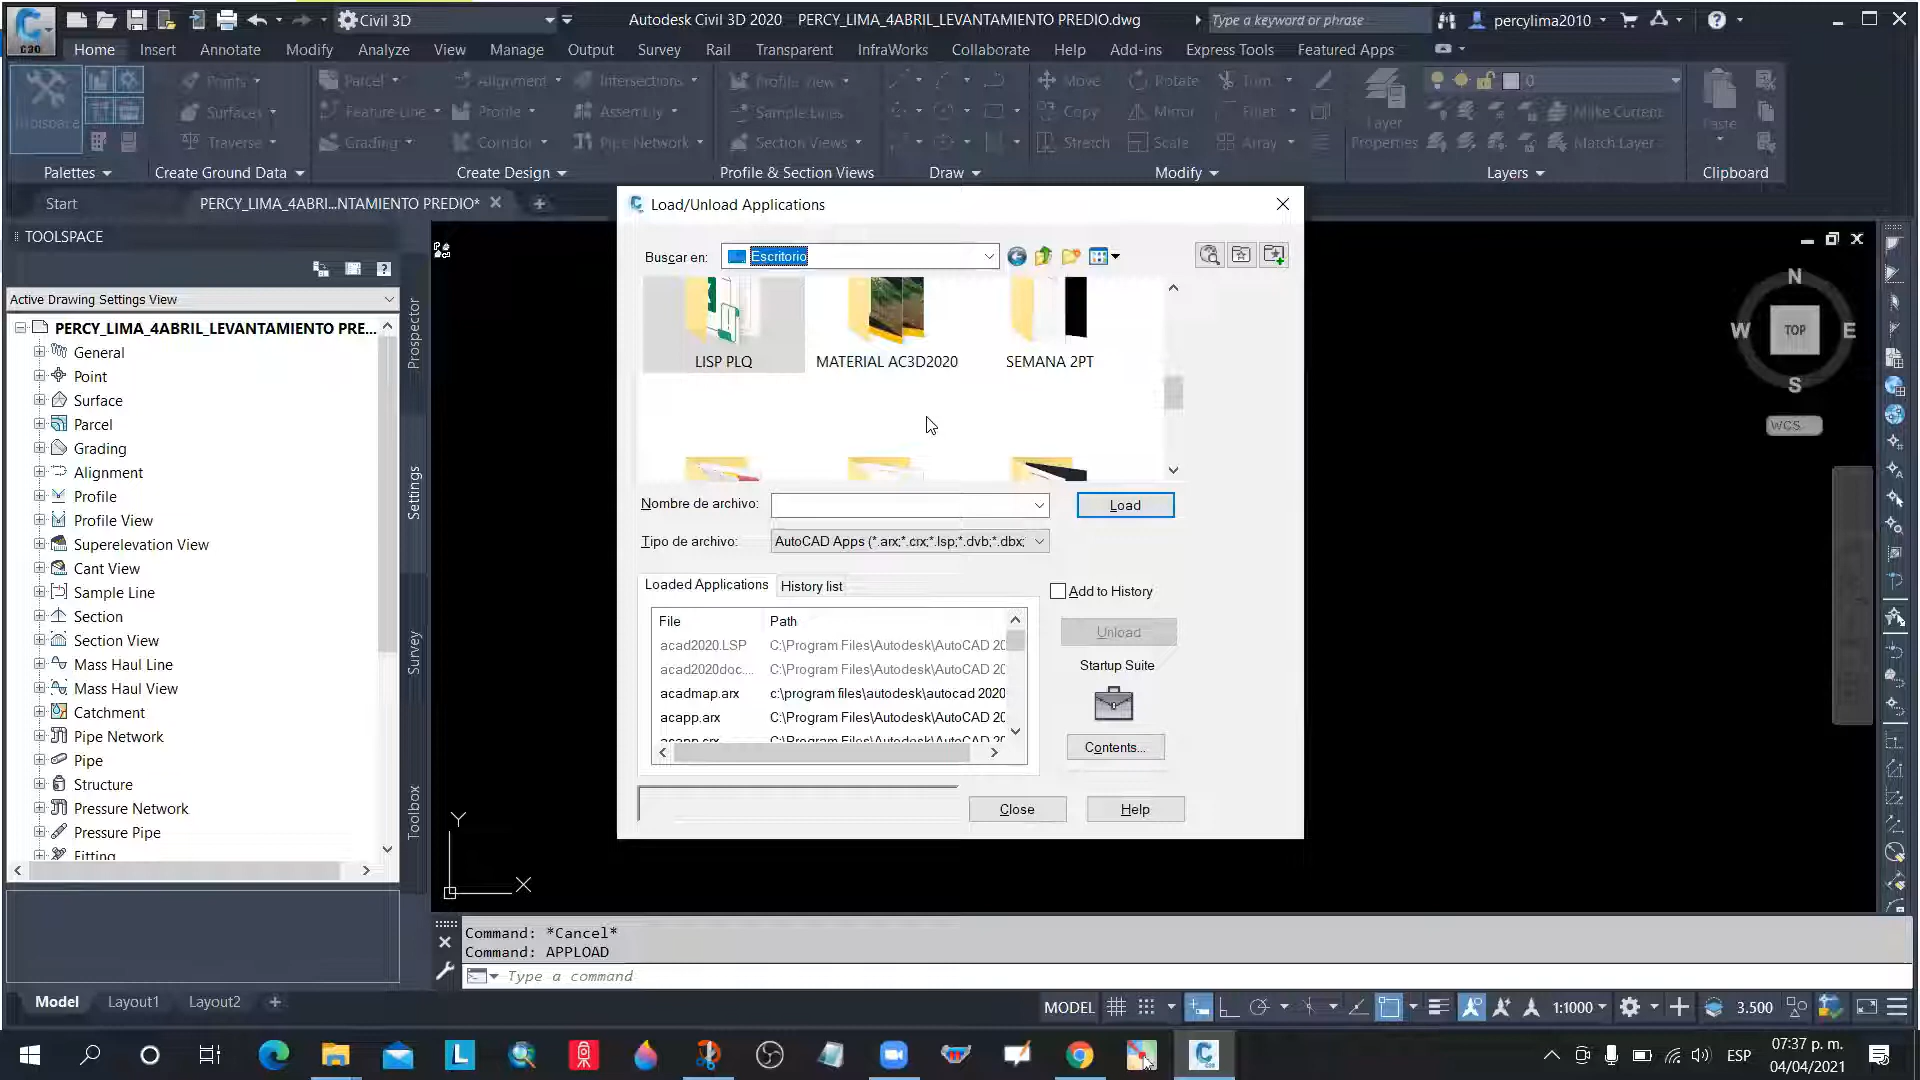 Civil 3D
Autodesk Civil 3D 2020 PERCY_LIMA_4ABRIL_LEVANTAMIENTO PREDIO.dwg
Type a keyword or phrase
percylima2010
C3D
Home Insert Annotate Modify Analyze View Manage Output Survey Rail Transparent InfraWorks Collaborate Help Add-ins Express Tools Featured Apps
Points Parcel Alignment Intersections Profile View Move Rotate Trim 0
Surfaces Feature Line Profile Assembly Sample Lines Copy Mirror Fillet Make Current
Traverse Grading Corridor Pipe Network Section Views Stretch Scale Array Layer Properties Match Layer Paste
Palettes Create Ground Data Create Design Profile & Section Views Draw Modify Layers Clipboard
Start PERCY_LIMA_4ABRI...NTAMIENTO PREDIO*
TOOLSPACE
Active Drawing Settings View
PERCY_LIMA_4ABRIL_LEVANTAMIENTO PRE...
General
Point
Surface
Parcel
Grading
Alignment
Profile
Profile View
Superelevation View
Cant View
Sample Line
Section
Section View
Mass Haul Line
Mass Haul View
Catchment
Pipe Network
Pipe
Structure
Pressure Network
Pressure Pipe
Fitting
Prospector
Settings
Survey
Toolbox
Load/Unload Applications
Buscar en: Escritorio
LISP PLQ MATERIAL AC3D2020 SEMANA 2PT
Nombre de archivo: Load
Tipo de archivo: AutoCAD Apps (*.arx;*.crx;*.lsp;*.dvb;*.dbx;
Loaded Applications History list Add to History
File Path
acad2020.LSP C:\Program Files\Autodesk\AutoCAD 20
acad2020doc.... C:\Program Files\Autodesk\AutoCAD 20
acadmap.arx c:\program files\autodesk\autocad 2020
acapp.arx C:\Program Files\Autodesk\AutoCAD 20
acapp.crx C:\Program Files\Autodesk\AutoCAD 20
Unload
Startup Suite
Contents...
Close Help
N
W TOP E
S
WCS
Y
X
Command: *Cancel*
Command: APPLOAD
Type a command
Model Layout1 Layout2
MODEL 1:1000 3.500
ESP
07:37 p. m.
04/04/2021